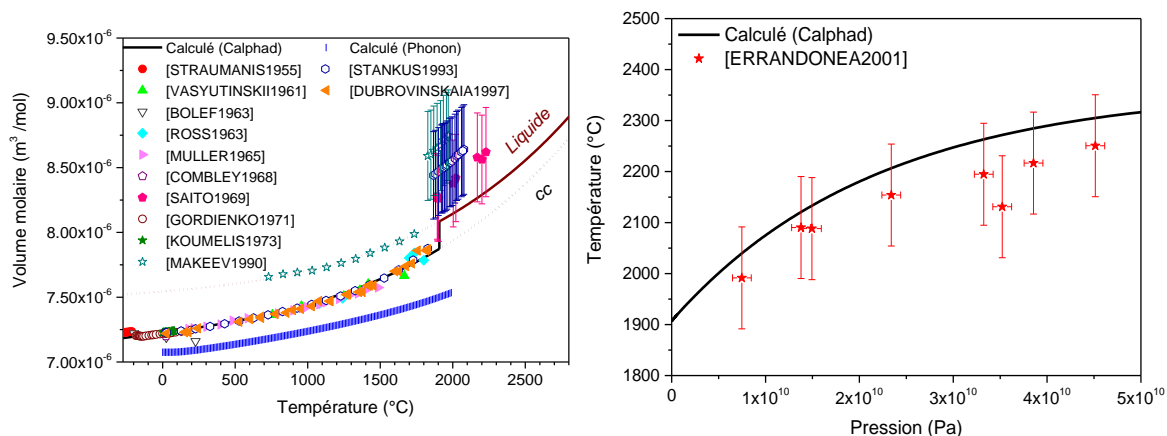 9.50x10⁻⁶
9.00x10⁻⁶
8.50x10⁻⁶
8.00x10⁻⁶
7.50x10⁻⁶
7.00x10⁻⁶
Volume molaire (m³/mol)
Calculé (Calphad)
Calculé (Phonon)
[STRAUMANIS1955]
[STANKUS1993]
[VASYUTINSKII1961]
[DUBROVINSKAIA1997]
[BOLEF1963]
[ROSS1963]
[MULLER1965]
[COMBLEY1968]
[SAITO1969]
[GORDIENKO1971]
[KOUMELIS1973]
[MAKEEV1990]
Liquide
cc
0 500 1000 1500 2000 2500
Température (°C)
2500
2400
2300
2200
2100
2000
1900
1800
Température (°C)
Calculé (Calphad)
[ERRANDONEA2001]
0 1x10¹⁰ 2x10¹⁰ 3x10¹⁰ 4x10¹⁰ 5x10¹⁰
Pression (Pa)